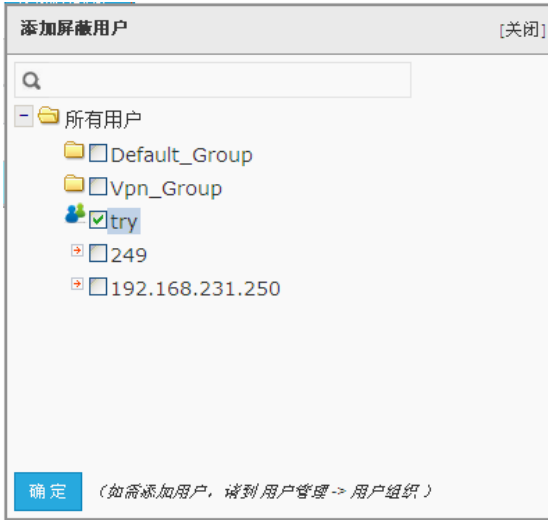 添加屏蔽用户 [关闭]
所有用户
Default_Group
Vpn_Group
try
249
192.168.231.250
确定 (如需添加用户，请到 用户管理 -> 用户组织 )